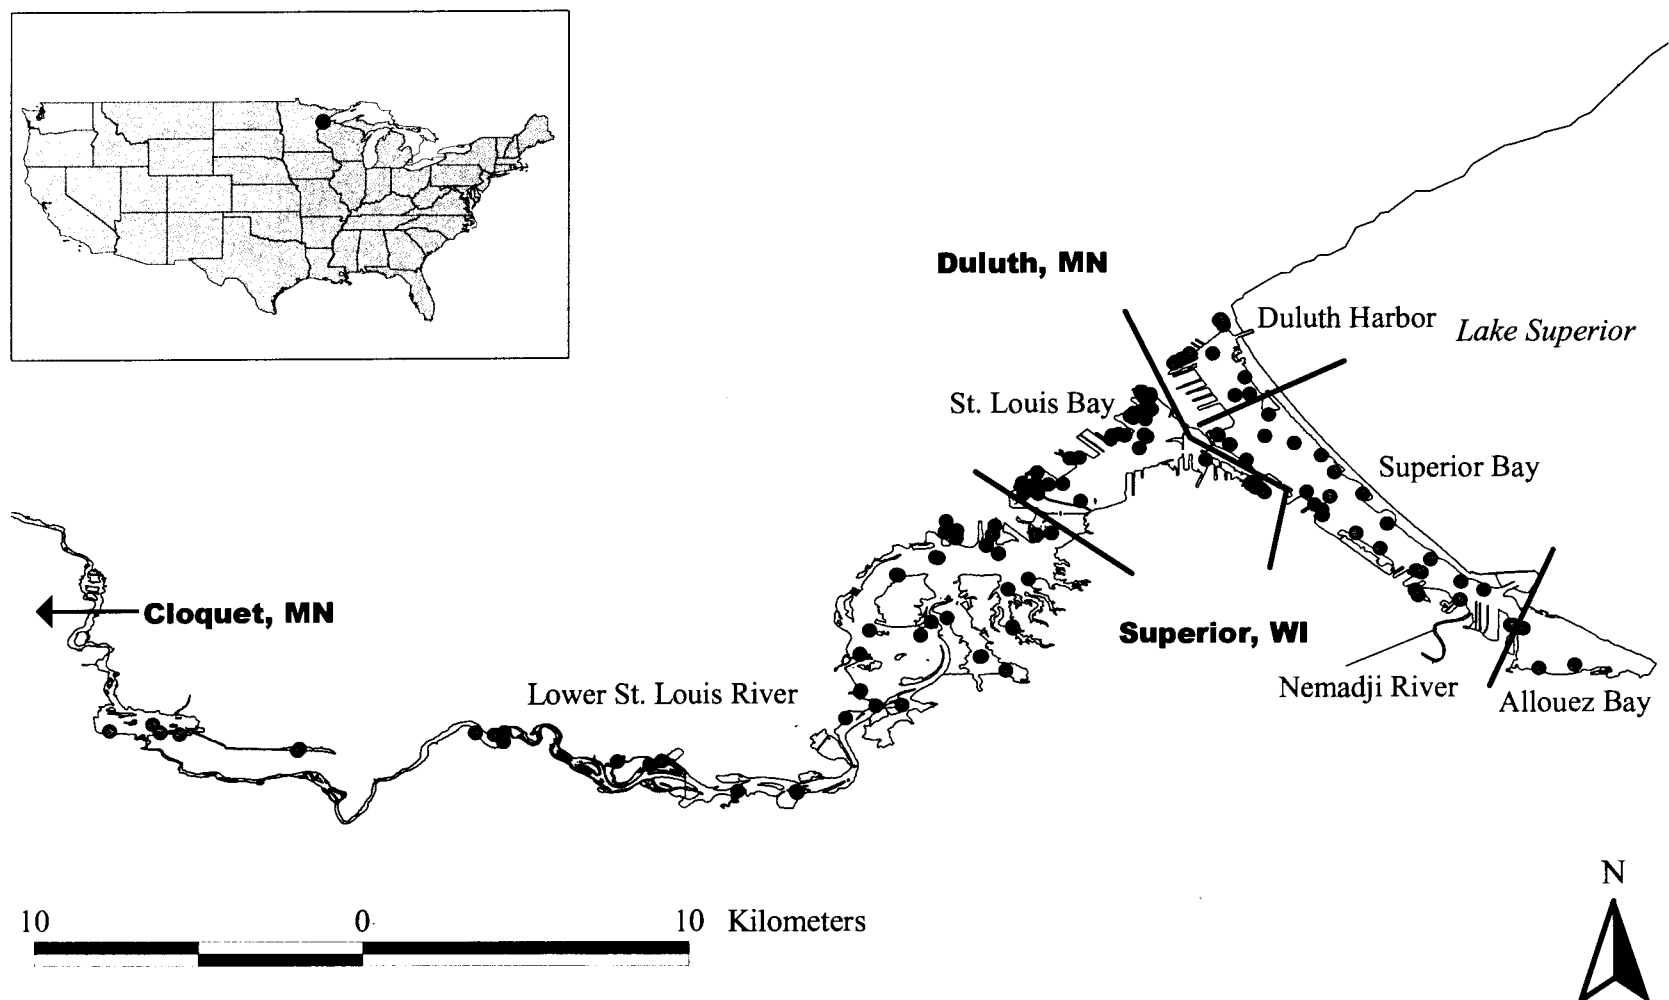 Duluth, MN
Duluth Harbor
Lake Superior
St. Louis Bay
Superior Bay
Cloquet, MN
Superior, WI
Lower St. Louis River
Nemadji River
Allouez Bay
N
10 0 10 Kilometers